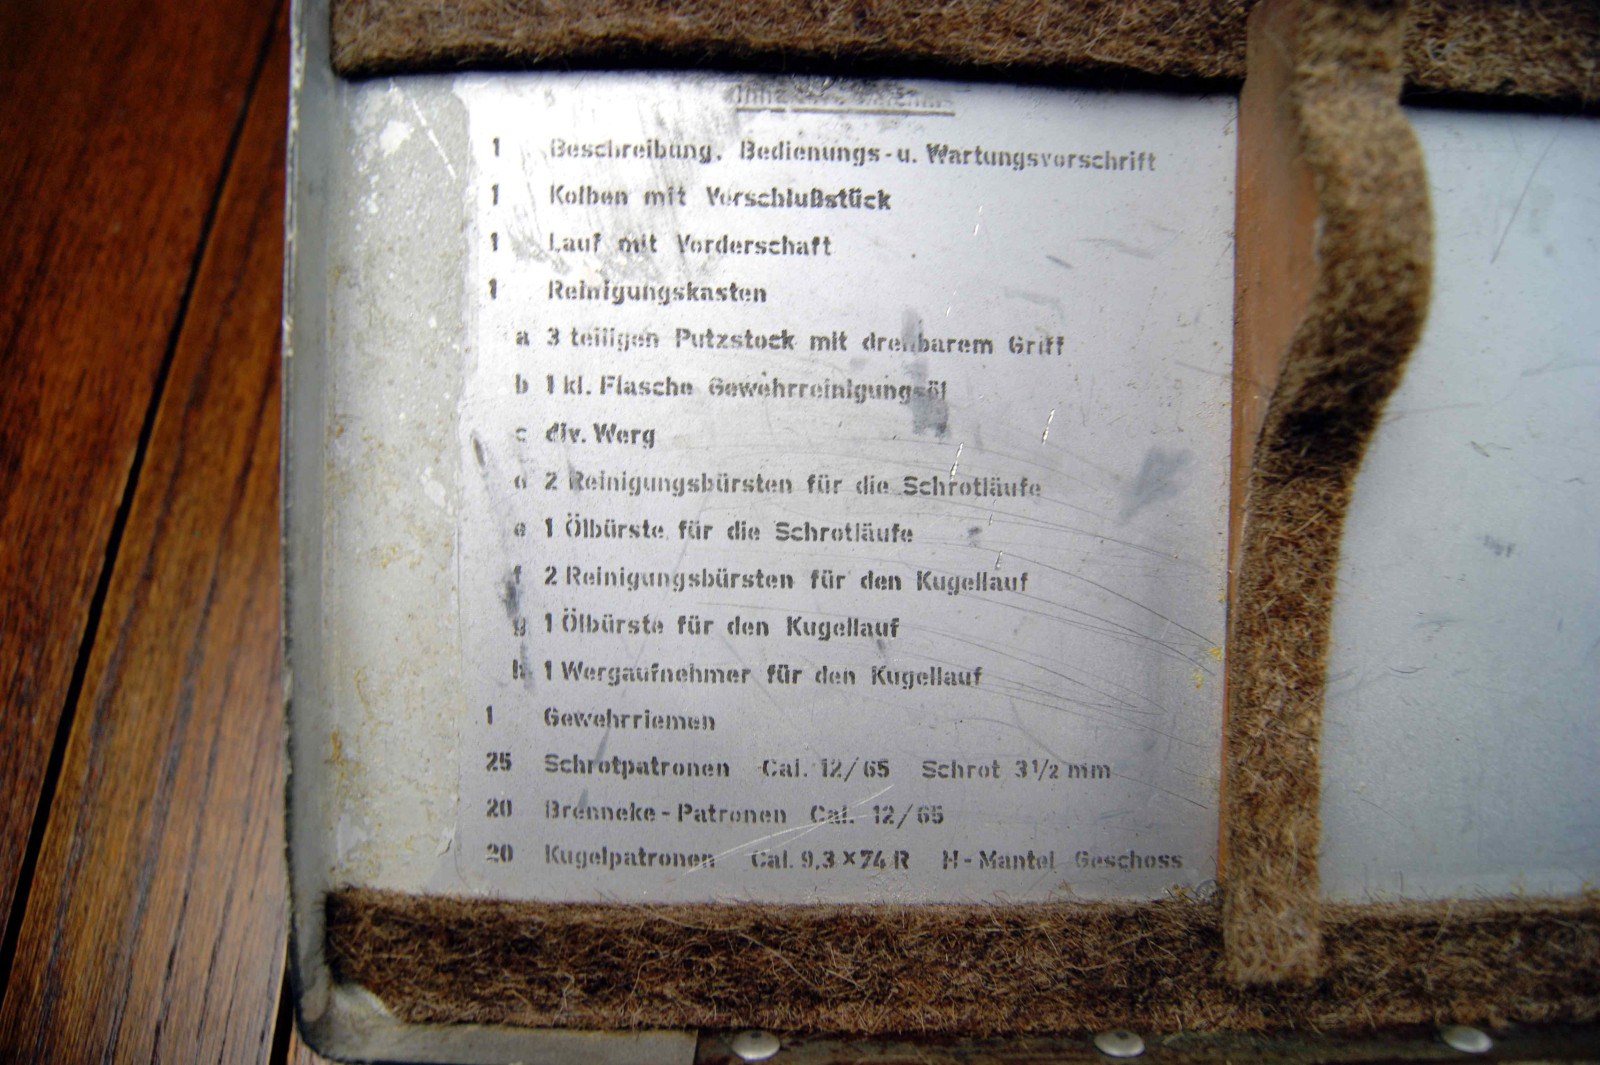 1 Beschreibung, Bedienungs-u. Wartungsvorschrift
1 Kolben mit Verschlußstück
1 Lauf mit Vorderschaft
1 Reinigungskasten
a 3 teiligen Putzstock mit drehbarem Griff
b 1 kl. Flasche Gewehrreinigungsöl
c div. Werg
d 2 Reinigungsbürsten für die Schrotläufe
e 1 Ölbürste für die Schrotläufe
f 2 Reinigungsbürsten für den Kugellauf
g 1 Ölbürste für den Kugellauf
h 1 Wergaufnehmer für den Kugellauf
1 Gewehrriemen
25 Schrotpatronen Cal. 12/65 Schrot 3 1/2 mm
20 Brenneke-Patronen Cal. 12/65
20 Kugelpatronen Cal. 9,3 x 74 R H-Mantel Geschoss